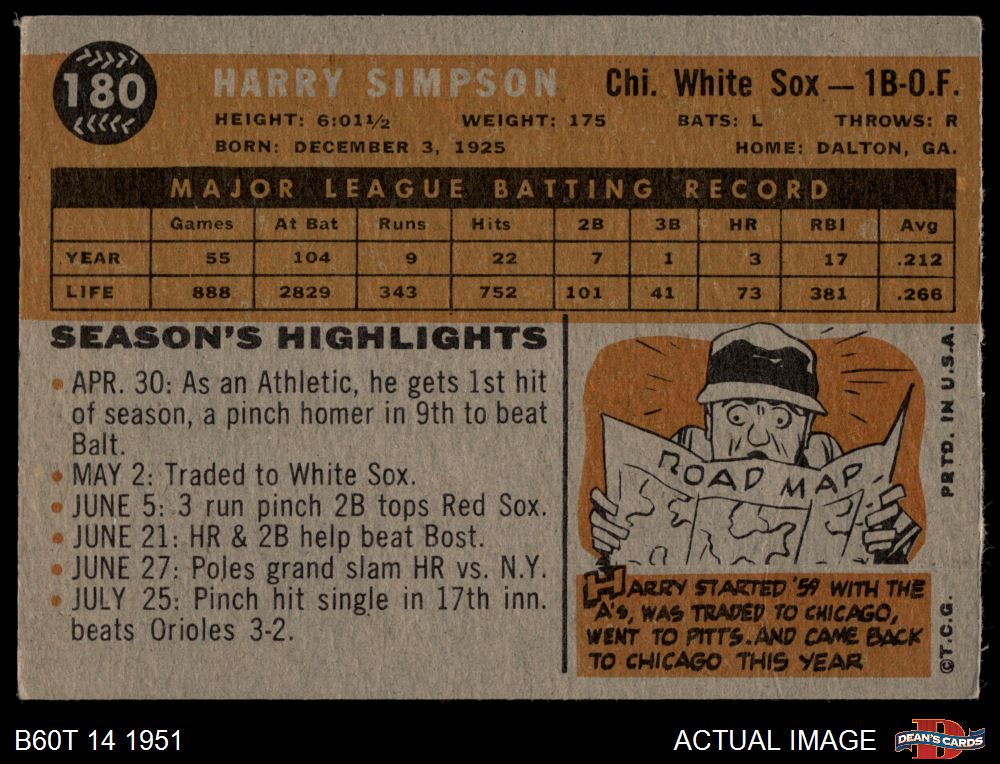 180
HARRY SIMPSON Chi. White Sox — 1B-O.F.
HEIGHT: 6:01½ WEIGHT: 175 BATS: L THROWS: R
BORN: DECEMBER 3, 1925 HOME: DALTON, GA.
MAJOR LEAGUE BATTING RECORD
Games At Bat Runs Hits 2B 3B HR RBI Avg
YEAR 55 104 9 22 7 1 3 17 .212
LIFE 888 2829 343 752 101 41 73 381 .266
SEASON'S HIGHLIGHTS
• APR. 30: As an Athletic, he gets 1st hit
of season, a pinch homer in 9th to beat
Balt.
• MAY 2: Traded to White Sox.
• JUNE 5: 3 run pinch 2B tops Red Sox.
• JUNE 21: HR & 2B help beat Bost.
• JUNE 27: Poles grand slam HR vs. N.Y.
• JULY 25: Pinch hit single in 17th inn.
beats Orioles 3-2.
ROAD MAP
HARRY STARTED '59 WITH THE
A's, WAS TRADED TO CHICAGO,
WENT TO PITTS. AND CAME BACK
TO CHICAGO THIS YEAR
©T.C.G. PRTD. IN U.S.A.
B60T 14 1951
ACTUAL IMAGE
DEAN'S CARDS